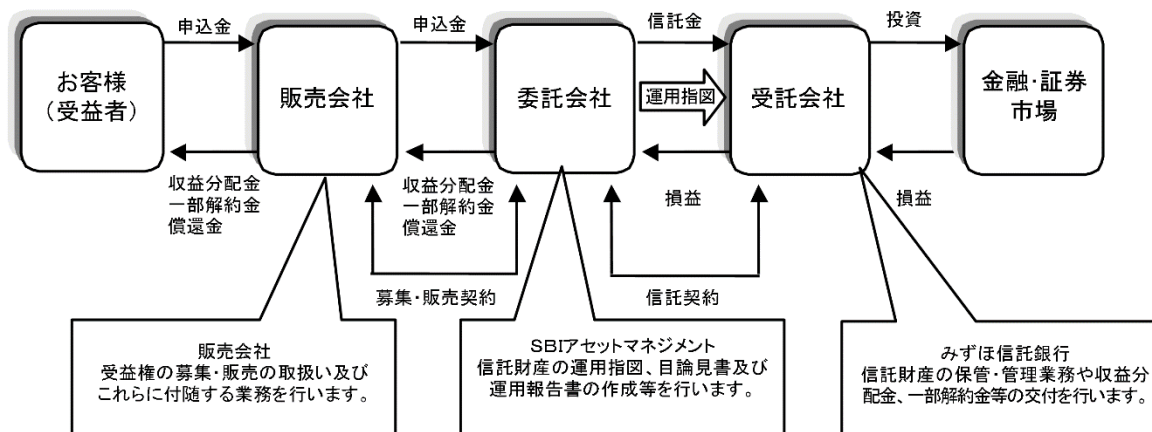 申込金
申込金
信託金
投資
お客様
(受益者)
販売会社
委託会社
運用指図
受託会社
金融・証券
市場
収益分配金
一部解約金
償還金
収益分配金
一部解約金
償還金
損益
損益
募集・販売契約
信託契約
販売会社
受益権の募集・販売の取扱い及び
これらに付随する業務を行います。
SBIアセットマネジメント
信託財産の運用指図、目論見書及び
運用報告書の作成等を行います。
みずほ信託銀行
信託財産の保管・管理業務や収益分
配金、一部解約金等の交付を行います。